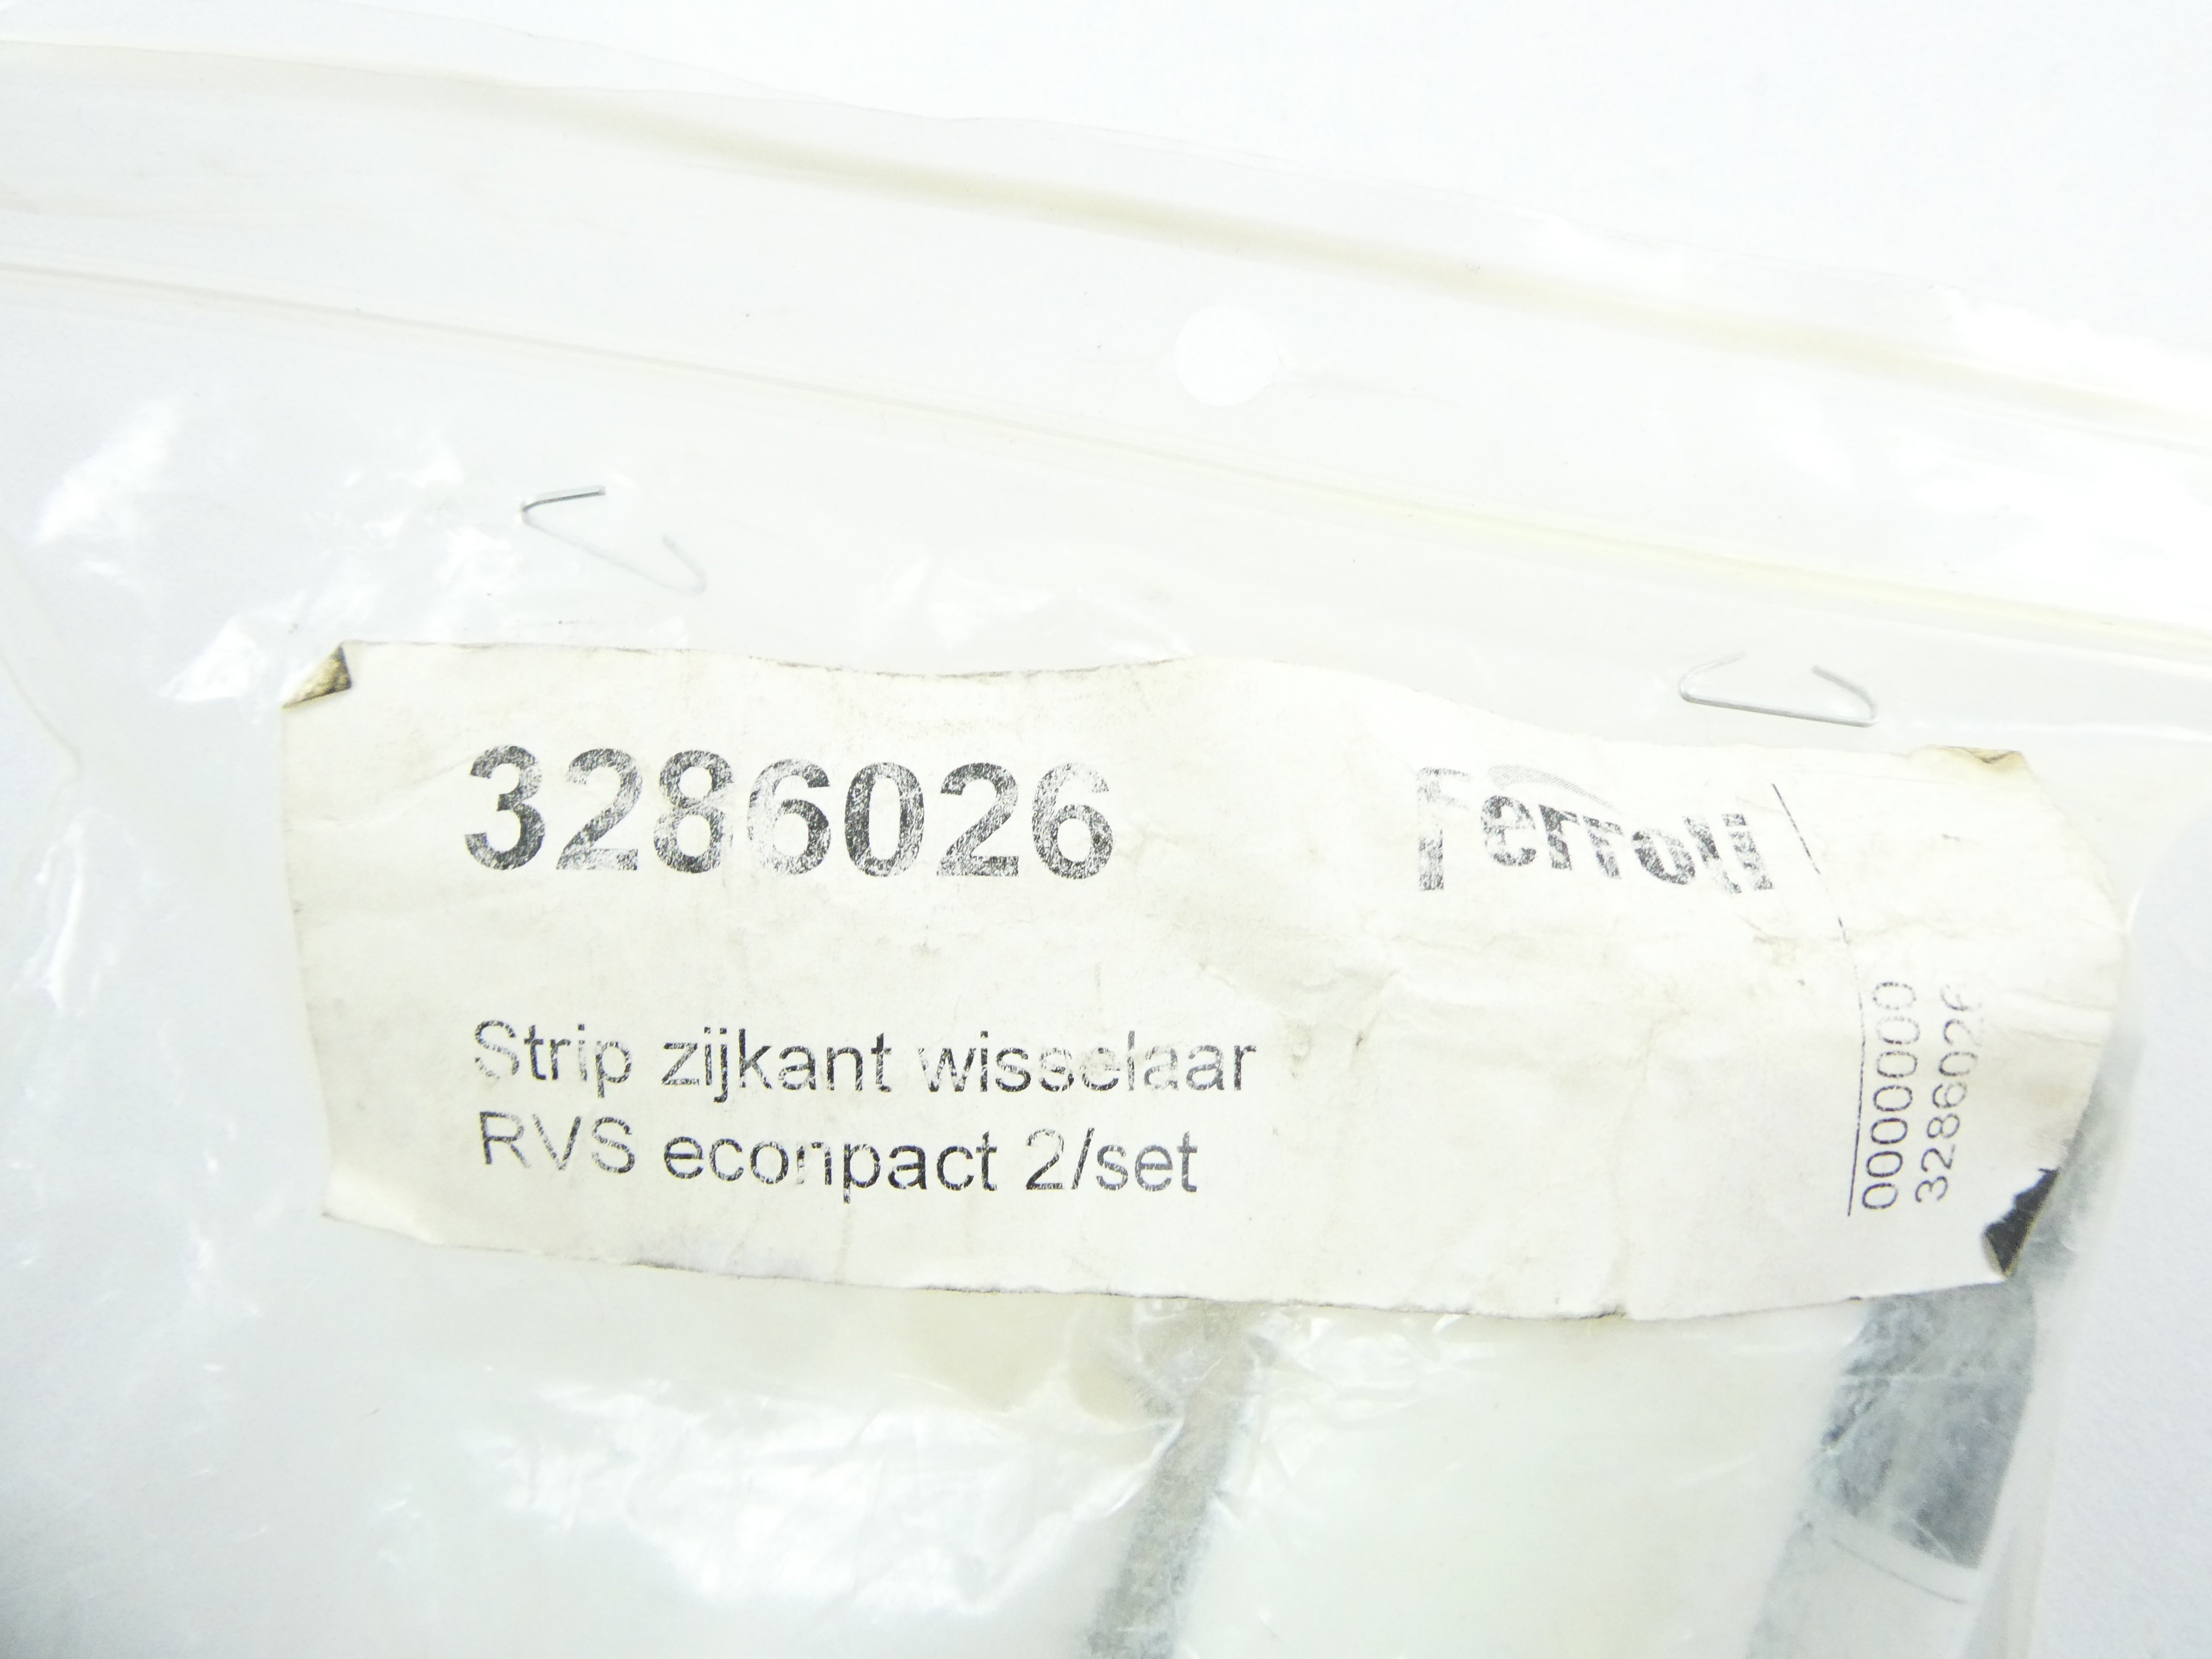 3286026
Ferroli
Strip zijkant wisselaar
RVS econpact 2/set
0000000
3286026